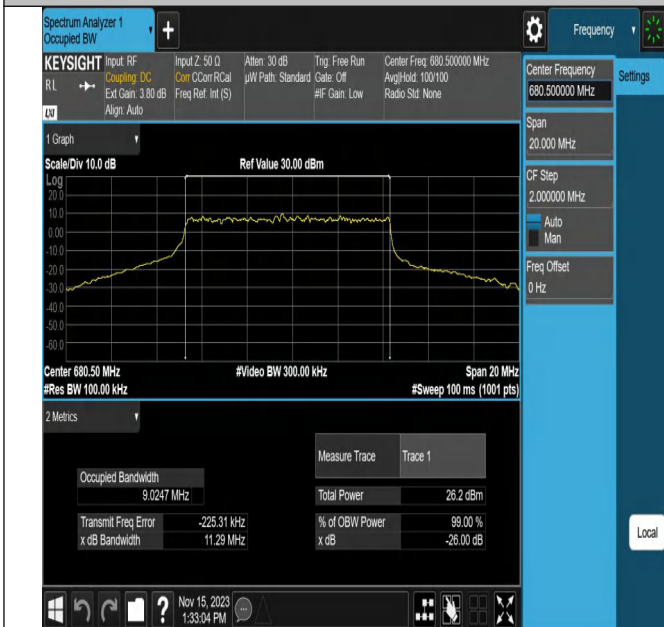 Spectrum Analyzer 1
Occupied BW
Frequency
KEYSIGHT
RL
LXI
Input: RF
Coupling: DC
Ext Gain: 3.80 dB
Align: Auto
Input Z: 50 Ω
Corr CCorr RCal
Freq Ref: Int (S)
Atten: 30 dB
µW Path: Standard
Trig: Free Run
Gate: Off
#IF Gain: Low
Center Freq: 680.500000 MHz
Avg|Hold: 100/100
Radio Std: None
Center Frequency
680.500000 MHz
Settings
Span
20.000 MHz
CF Step
2.000000 MHz
Auto
Man
Freq Offset
0 Hz
Local
1 Graph
Scale/Div 10.0 dB
Ref Value 30.00 dBm
Log
20.0
10.0
0.00
-10.0
-20.0
-30.0
-40.0
-50.0
-60.0
Center 680.50 MHz
#Video BW 300.00 kHz
Span 20 MHz
#Res BW 100.00 kHz
#Sweep 100 ms (1001 pts)
2 Metrics
Measure Trace
Trace 1
Occupied Bandwidth
9.0247 MHz
Total Power
26.2 dBm
Transmit Freq Error
-225.31 kHz
% of OBW Power
99.00 %
x dB Bandwidth
11.29 MHz
x dB
-26.00 dB
?
Nov 15, 2023
1:33:04 PM